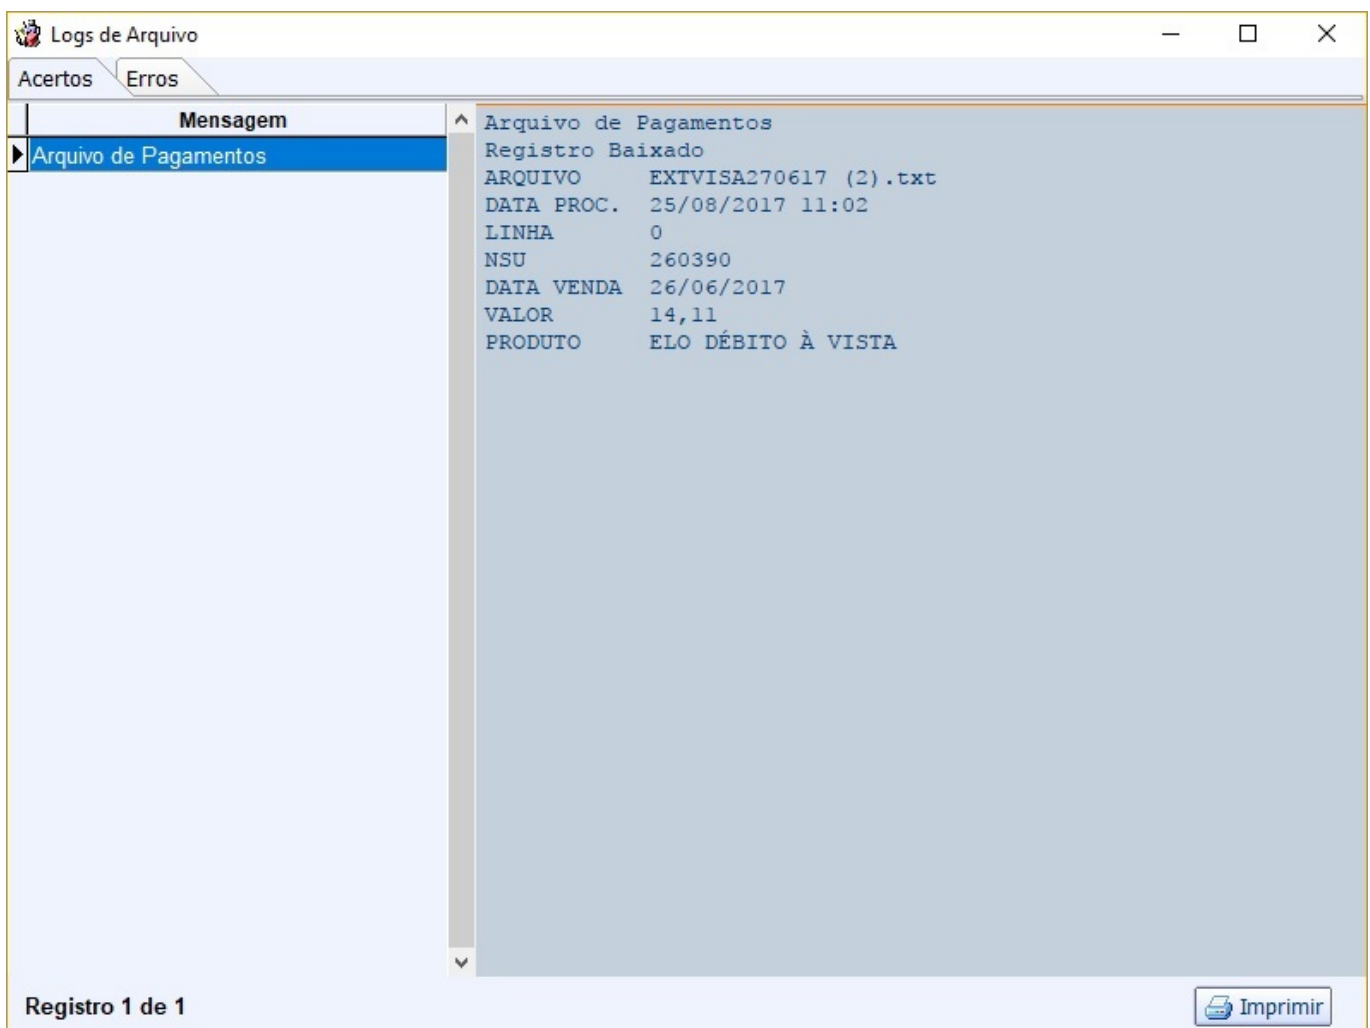 Logs de Arquivo
Acertos Erros
Mensagem
Arquivo de Pagamentos
Arquivo de Pagamentos
Registro Baixado
ARQUIVO EXTVISA270617 (2).txt
DATA PROC. 25/08/2017 11:02
LINHA 0
NSU 260390
DATA VENDA 26/06/2017
VALOR 14,11
PRODUTO ELO DÉBITO À VISTA
Registro 1 de 1
Imprimir